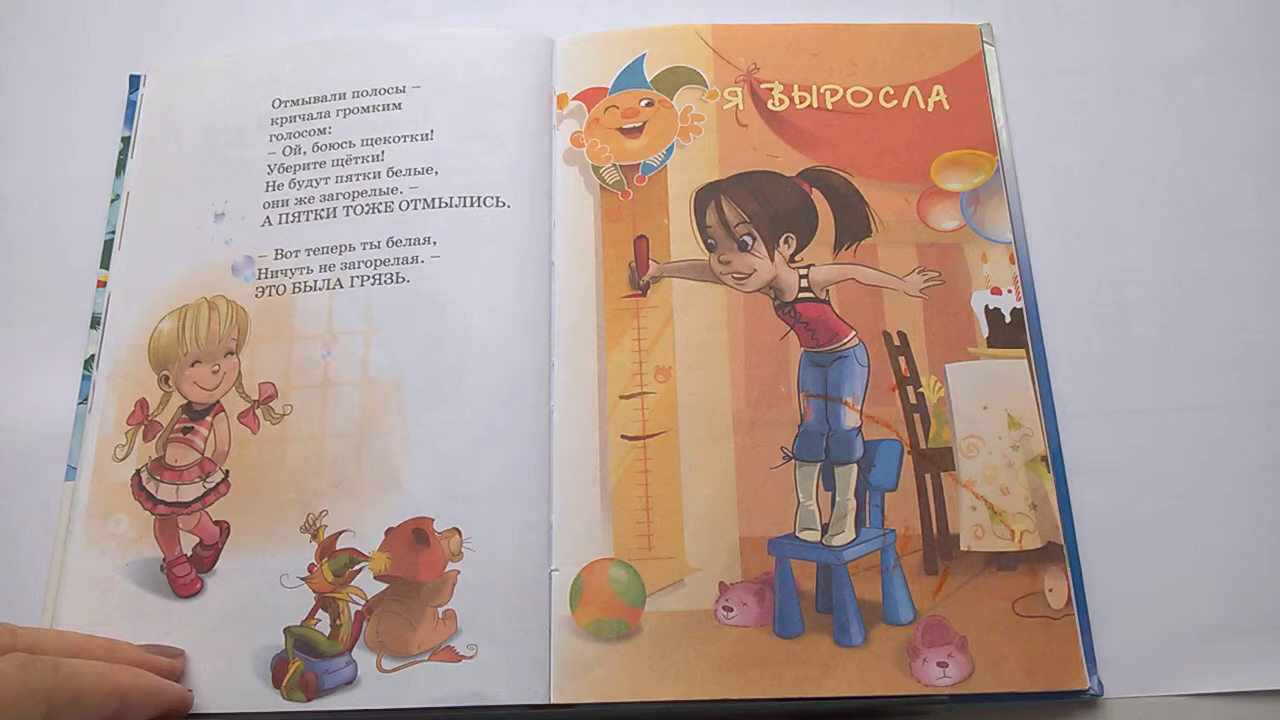 Отмывали полосы –
кричала громким
голосом:
– Ой, боюсь щекотки!
Уберите щётки!
Не будут пятки белые,
они же загорелые. –
А ПЯТКИ ТОЖЕ ОТМЫЛИСЬ.
– Вот теперь ты белая,
Ничуть не загорелая. –
ЭТО БЫЛА ГРЯЗЬ.
Я ВЫРОСЛА